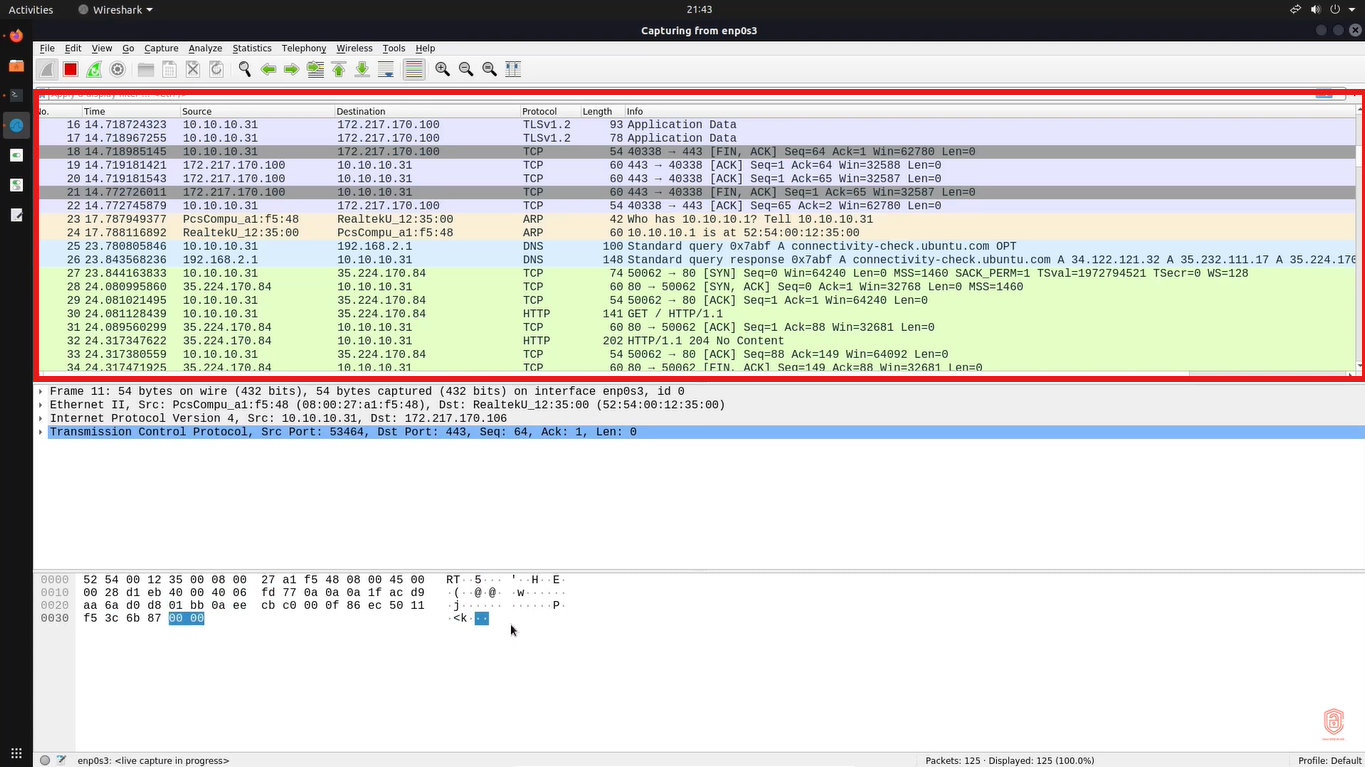 Activities Wireshark 21:43
Capturing from enp0s3
File Edit View Go Capture Analyze Statistics Telephony Wireless Tools Help
No. Time Source Destination Protocol Length Info
16 14.718724323 10.10.10.31 172.217.170.100 TLSv1.2 93 Application Data
17 14.718967255 10.10.10.31 172.217.170.100 TLSv1.2 78 Application Data
18 14.718985145 10.10.10.31 172.217.170.100 TCP 54 40338 → 443 [FIN, ACK] Seq=64 Ack=1 Win=62780 Len=0
19 14.719181421 172.217.170.100 10.10.10.31 TCP 60 443 → 40338 [ACK] Seq=1 Ack=64 Win=32588 Len=0
20 14.719181543 172.217.170.100 10.10.10.31 TCP 60 443 → 40338 [ACK] Seq=1 Ack=65 Win=32587 Len=0
21 14.772726011 172.217.170.100 10.10.10.31 TCP 60 443 → 40338 [FIN, ACK] Seq=1 Ack=65 Win=32587 Len=0
22 14.772745879 10.10.10.31 172.217.170.100 TCP 54 40338 → 443 [ACK] Seq=65 Ack=2 Win=62780 Len=0
23 17.787949377 PcsCompu_a1:f5:48 RealtekU_12:35:00 ARP 42 Who has 10.10.10.1? Tell 10.10.10.31
24 17.788116892 RealtekU_12:35:00 PcsCompu_a1:f5:48 ARP 60 10.10.10.1 is at 52:54:00:12:35:00
25 23.780805846 10.10.10.31 192.168.2.1 DNS 100 Standard query 0x7abf A connectivity-check.ubuntu.com OPT
26 23.843568236 192.168.2.1 10.10.10.31 DNS 148 Standard query response 0x7abf A connectivity-check.ubuntu.com A 34.122.121.32 A 35.232.111.17 A 35.224.170
27 23.844163833 10.10.10.31 35.224.170.84 TCP 74 50062 → 80 [SYN] Seq=0 Win=64240 Len=0 MSS=1460 SACK_PERM=1 TSval=1972794521 TSecr=0 WS=128
28 24.080995860 35.224.170.84 10.10.10.31 TCP 60 80 → 50062 [SYN, ACK] Seq=0 Ack=1 Win=32768 Len=0 MSS=1460
29 24.081021495 10.10.10.31 35.224.170.84 TCP 54 50062 → 80 [ACK] Seq=1 Ack=1 Win=64240 Len=0
30 24.081128439 10.10.10.31 35.224.170.84 HTTP 141 GET / HTTP/1.1
31 24.089560299 35.224.170.84 10.10.10.31 TCP 60 80 → 50062 [ACK] Seq=1 Ack=88 Win=32681 Len=0
32 24.317347622 35.224.170.84 10.10.10.31 HTTP 202 HTTP/1.1 204 No Content
33 24.317380559 10.10.10.31 35.224.170.84 TCP 54 50062 → 80 [ACK] Seq=88 Ack=149 Win=64092 Len=0
34 24.317471925 35.224.170.84 10.10.10.31 TCP 60 80 → 50062 [FIN, ACK] Seq=149 Ack=88 Win=32681 Len=0
Frame 11: 54 bytes on wire (432 bits), 54 bytes captured (432 bits) on interface enp0s3, id 0
Ethernet II, Src: PcsCompu_a1:f5:48 (08:00:27:a1:f5:48), Dst: RealtekU_12:35:00 (52:54:00:12:35:00)
Internet Protocol Version 4, Src: 10.10.10.31, Dst: 172.217.170.106
Transmission Control Protocol, Src Port: 53464, Dst Port: 443, Seq: 64, Ack: 1, Len: 0
0000 52 54 00 12 35 00 08 00 27 a1 f5 48 08 00 45 00 RT··5··· '··H··E·
0010 00 28 d1 eb 40 00 40 06 fd 77 0a 0a 0a 1f ac d9 ·(··@·@· ·w······
0020 aa 6a d0 d8 01 bb 0a ee cb c0 00 0f 86 ec 50 11 ·j······ ······P·
0030 f5 3c 6b 87 00 00 ·<k···
enp0s3: <live capture in progress> Packets: 125 · Displayed: 125 (100.0%) Profile: Default